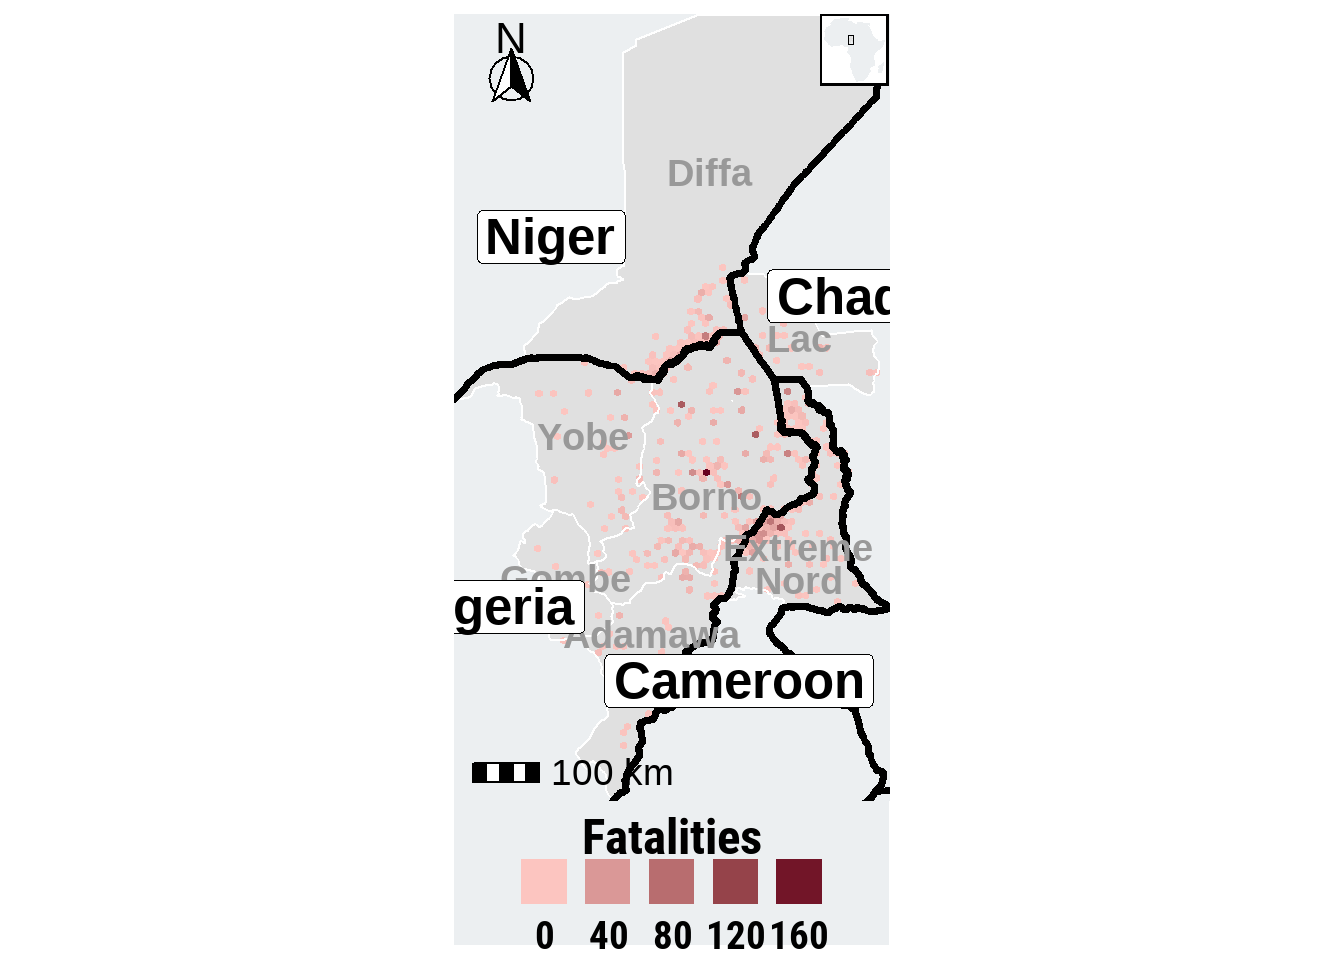 N
Diffa
Niger
Chad
Lac
Yobe
Borno
Extreme
Nord
Gombe
geria
Adamawa
Cameroon
100 km
Fatalities
0 40 80 120 160